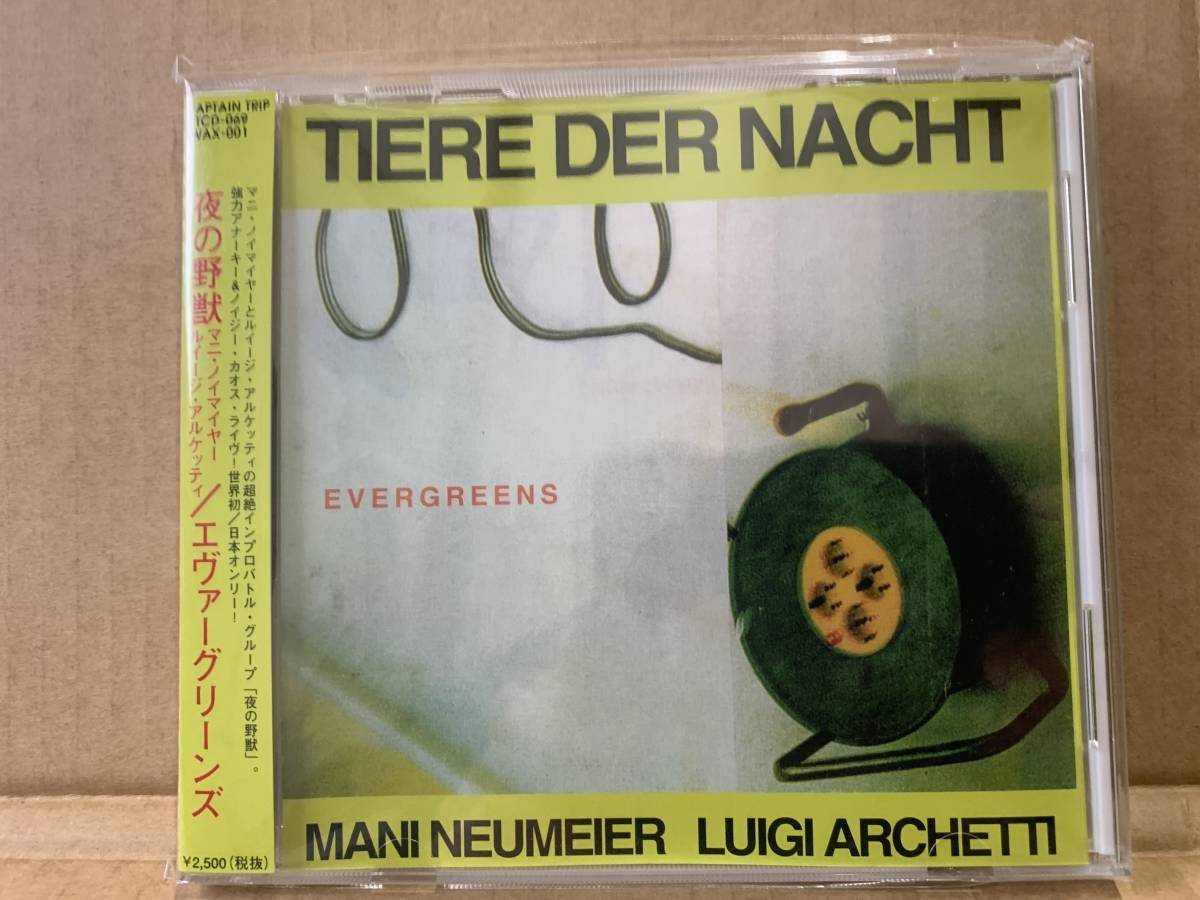 APTAIN TRIP
TCD-069
WAX-001
夜の野獣
マニ・ノイマイヤー
ルイージ・アルケッティ
/エヴァーグリーンズ
マニ・ノイマイヤーとルイージ・アルケッティの超絶インプロバトル・グループ「夜の野獣」。
強力アナーキー&ノイジー・カオス・ライヴ!世界初/日本オンリー!
¥2,500(税抜)
TIERE DER NACHT
EVERGREENS
MANI NEUMEIER LUIGI ARCHETTI